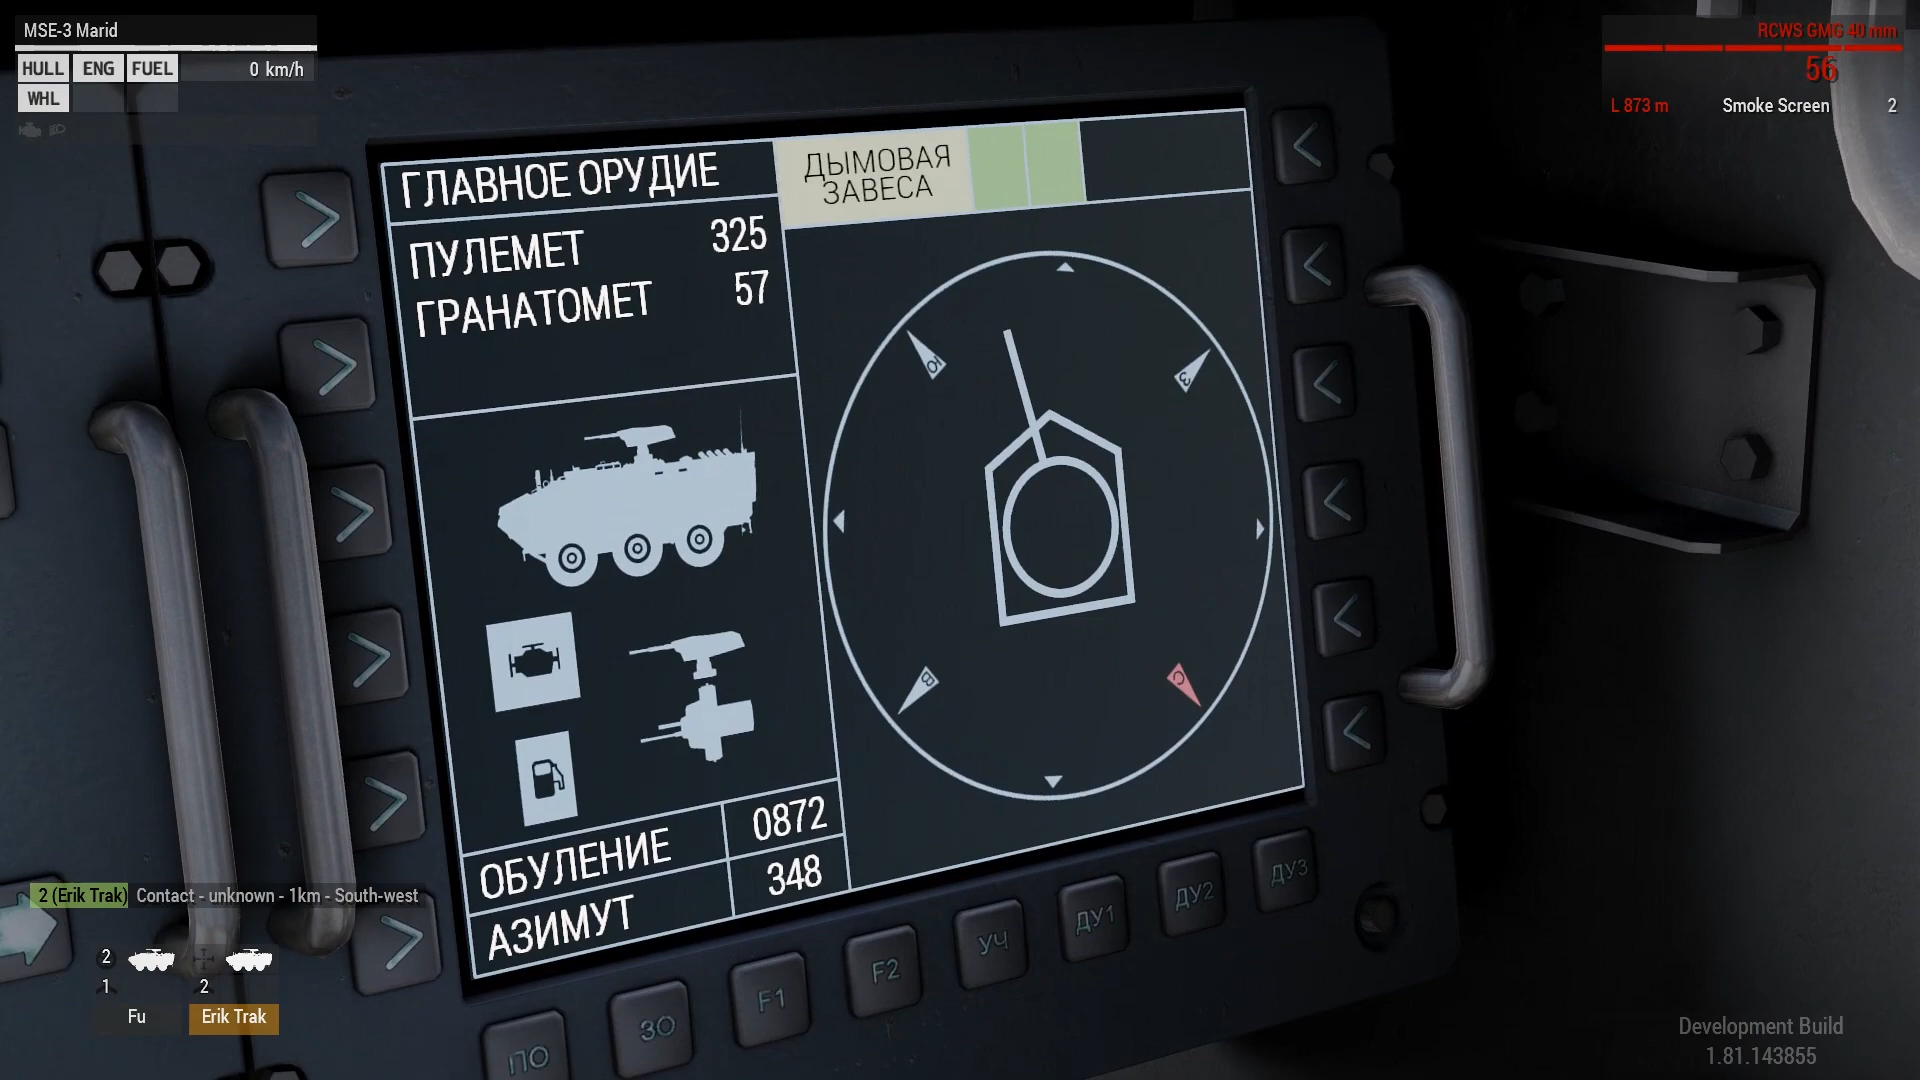 MSE-3 Marid
HULL ENG FUEL 0 km/h
WHL
RCWS GMG 40 mm
56
L 873 m Smoke Screen 2
ГЛАВНОЕ ОРУДИЕ
ПУЛЕМЕТ 325
ГРАНАТОМЕТ 57
ДЫМОВАЯ
ЗАВЕСА
Ю
З
В
С
ОБУЛЕНИЕ 0872
АЗИМУТ 348
ПО ЗО F1 F2 УЧ ДУ1 ДУ2 ДУ3
2 (Erik Trak) Contact - unknown - 1km - South-west
2
1 2
Fu Erik Trak
Development Build
1.81.143855